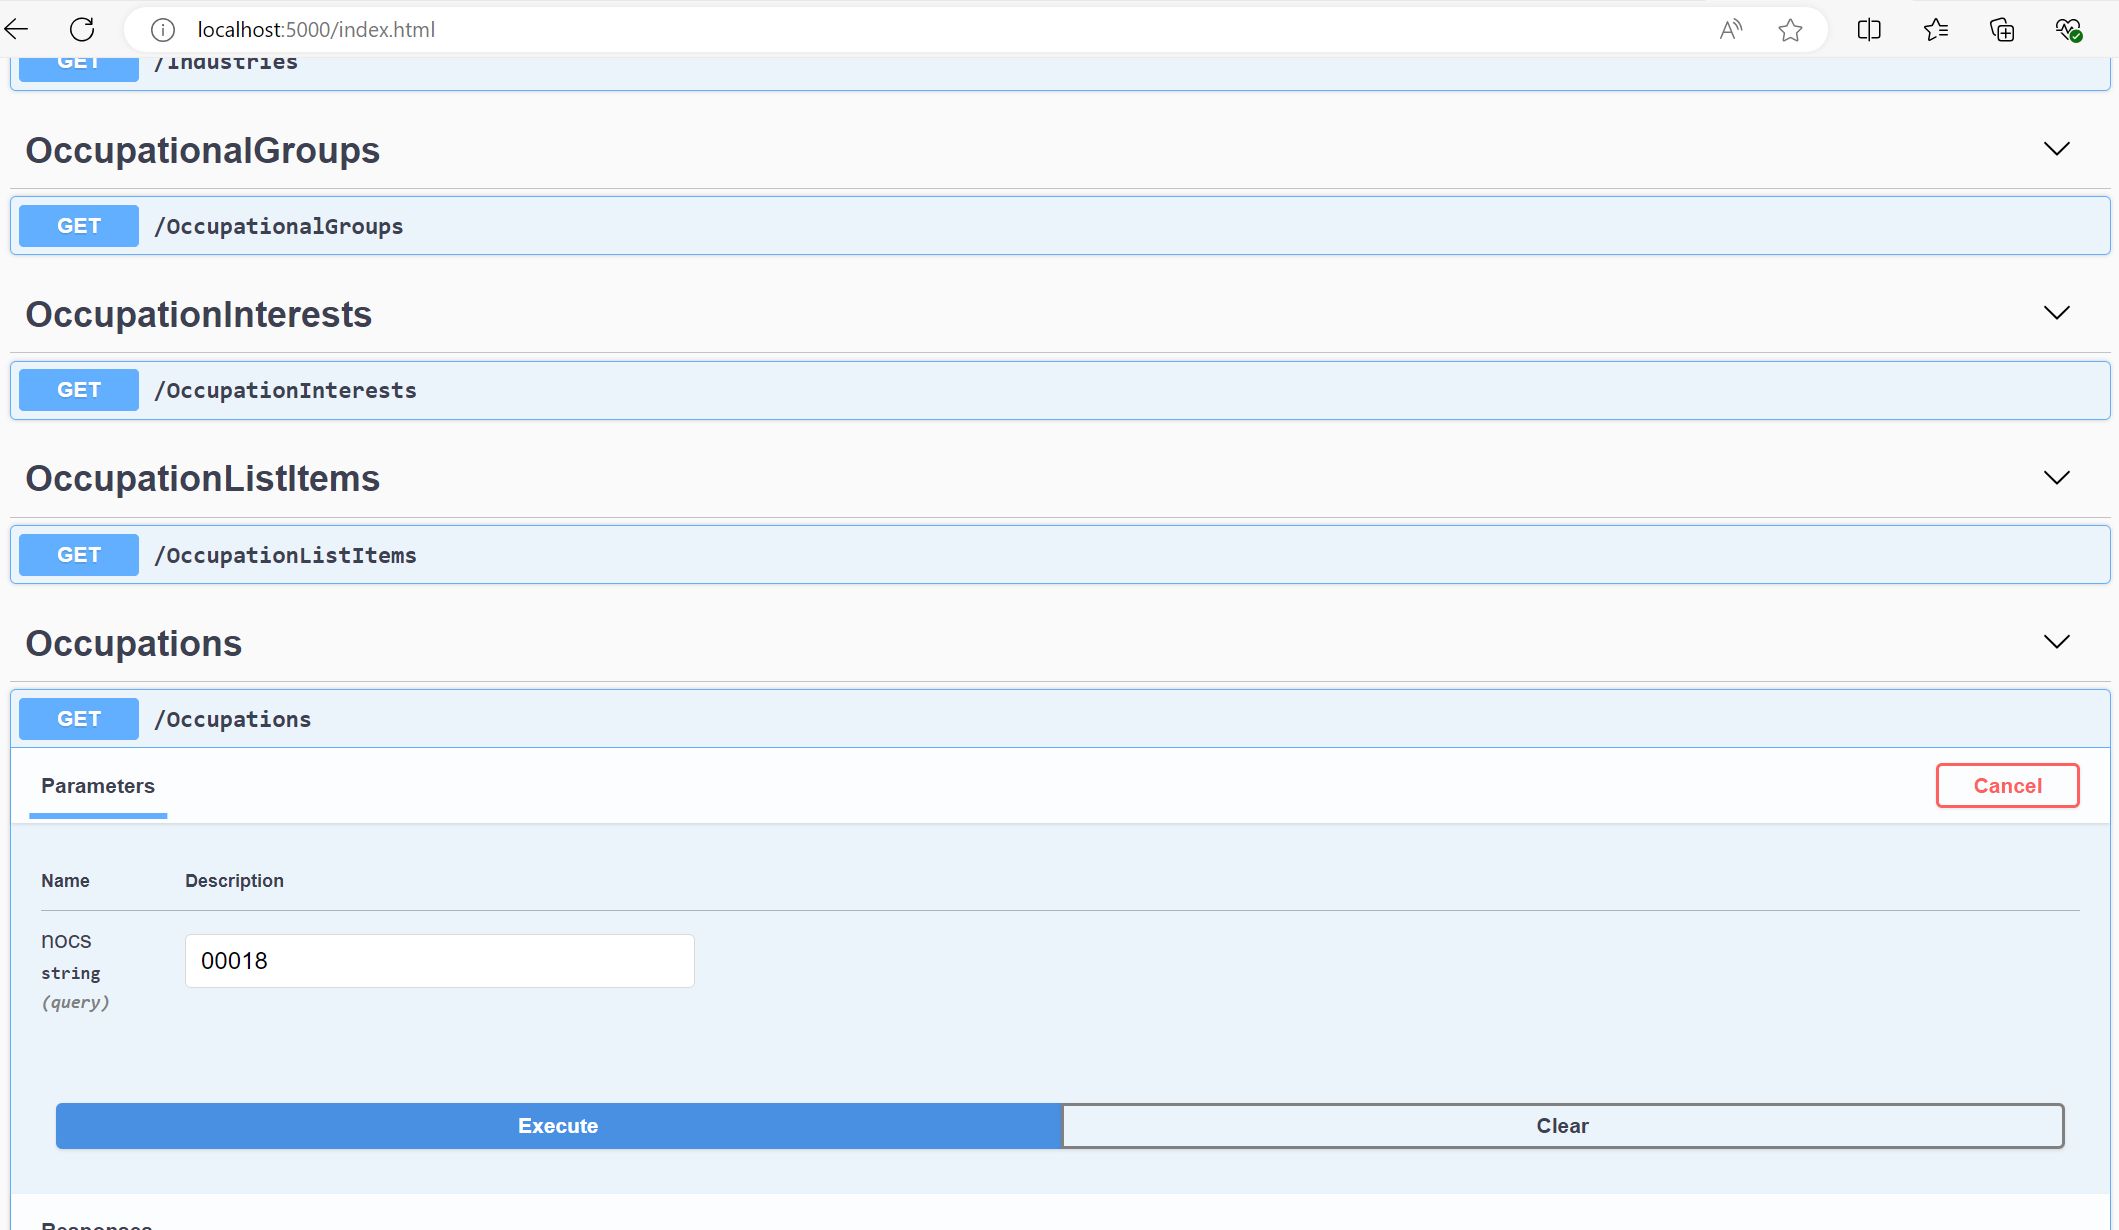 localhost:5000/index.html
GET /Industries
OccupationalGroups
GET /OccupationalGroups
OccupationInterests
GET /OccupationInterests
OccupationListItems
GET /OccupationListItems
Occupations
GET /Occupations
Parameters Cancel
Name Description
nocs
string
(query)
00018
Execute Clear
Responses